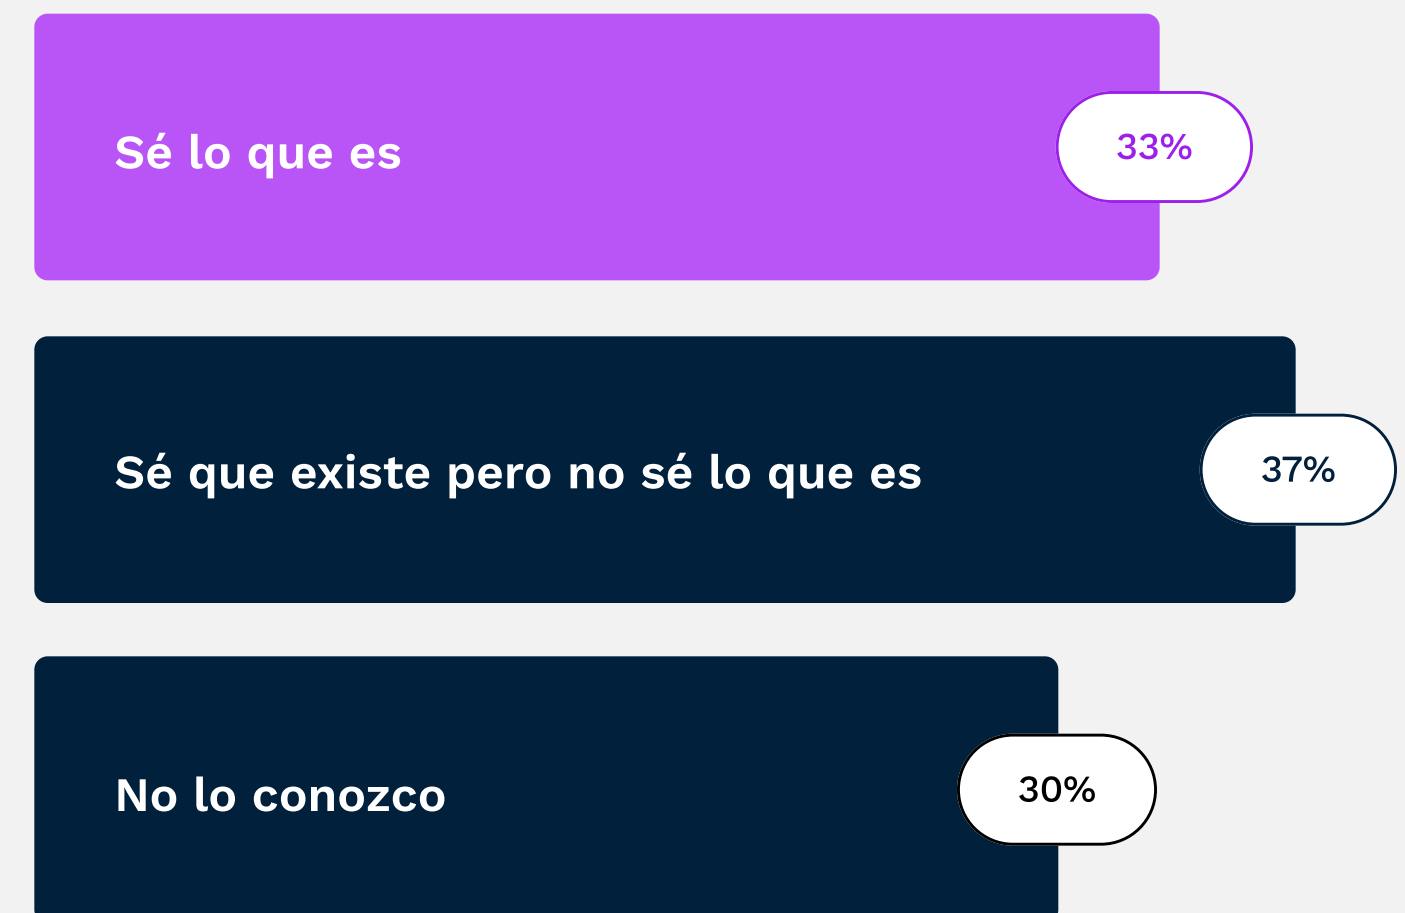 Sé lo que es
33%
Sé que existe pero no sé lo que es
37%
No lo conozco
30%